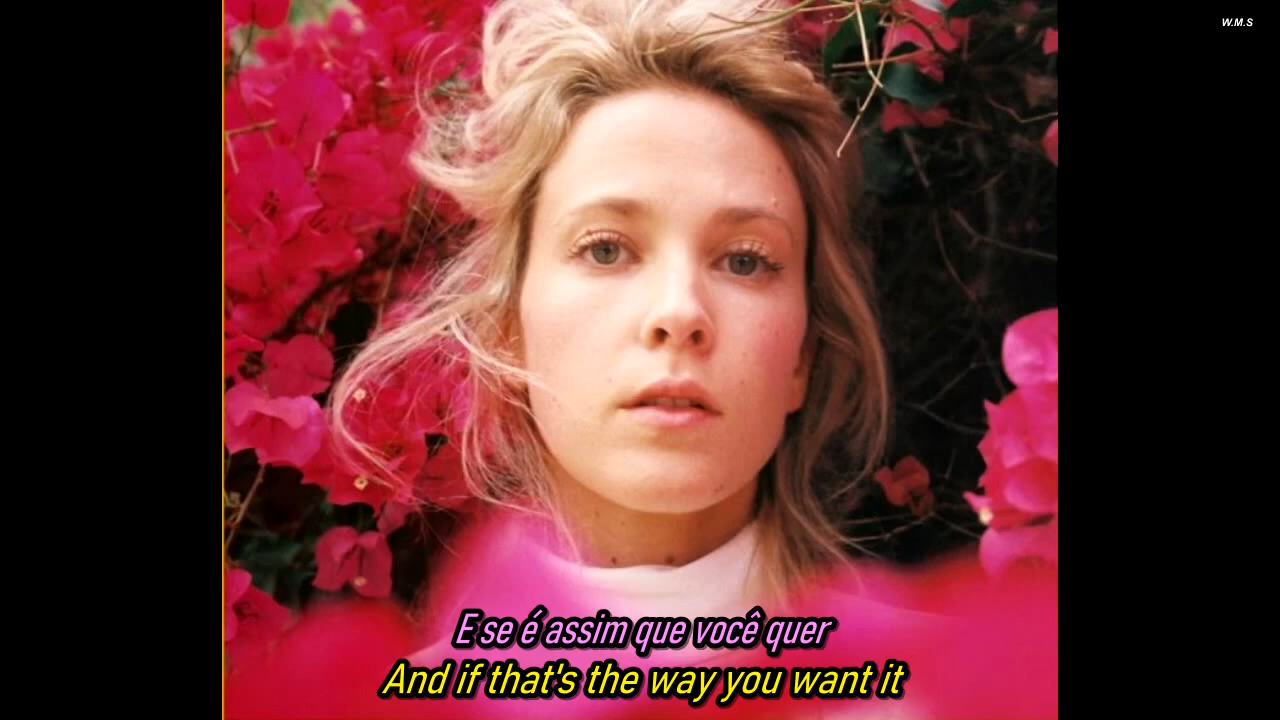 W.M.S
E se é assim que você quer
And if that's the way you want it